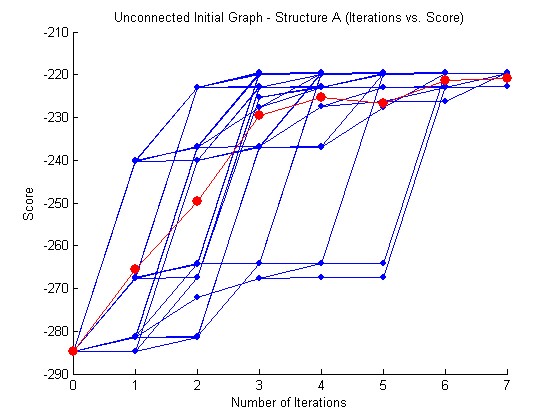 Unconnected Initial Graph - Structure A (Iterations vs. Score)
-210
-220
-230
-240
-250
-260
-270
-280
-290
Score
0 1 2 3 4 5 6 7
Number of Iterations